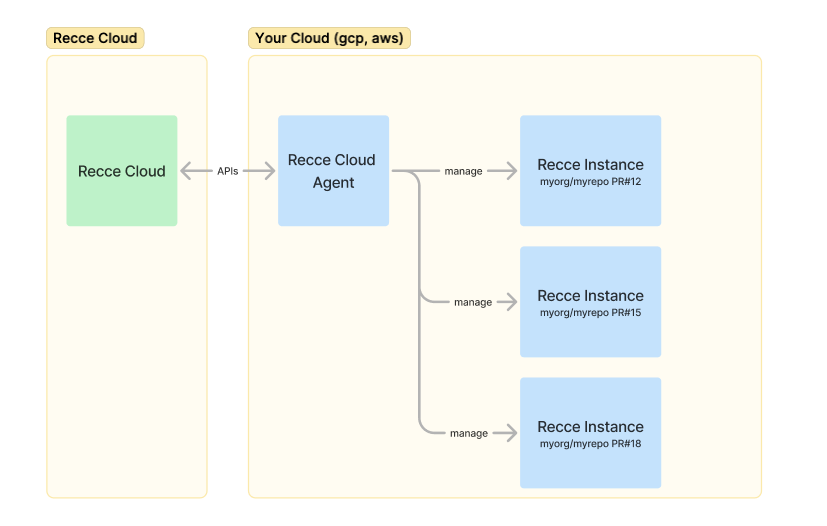 Recce Cloud
Your Cloud (gcp, aws)
Recce Cloud
APIs
Recce Cloud
Agent
manage
Recce Instance
myorg/myrepo PR#12
manage
Recce Instance
myorg/myrepo PR#15
manage
Recce Instance
myorg/myrepo PR#18